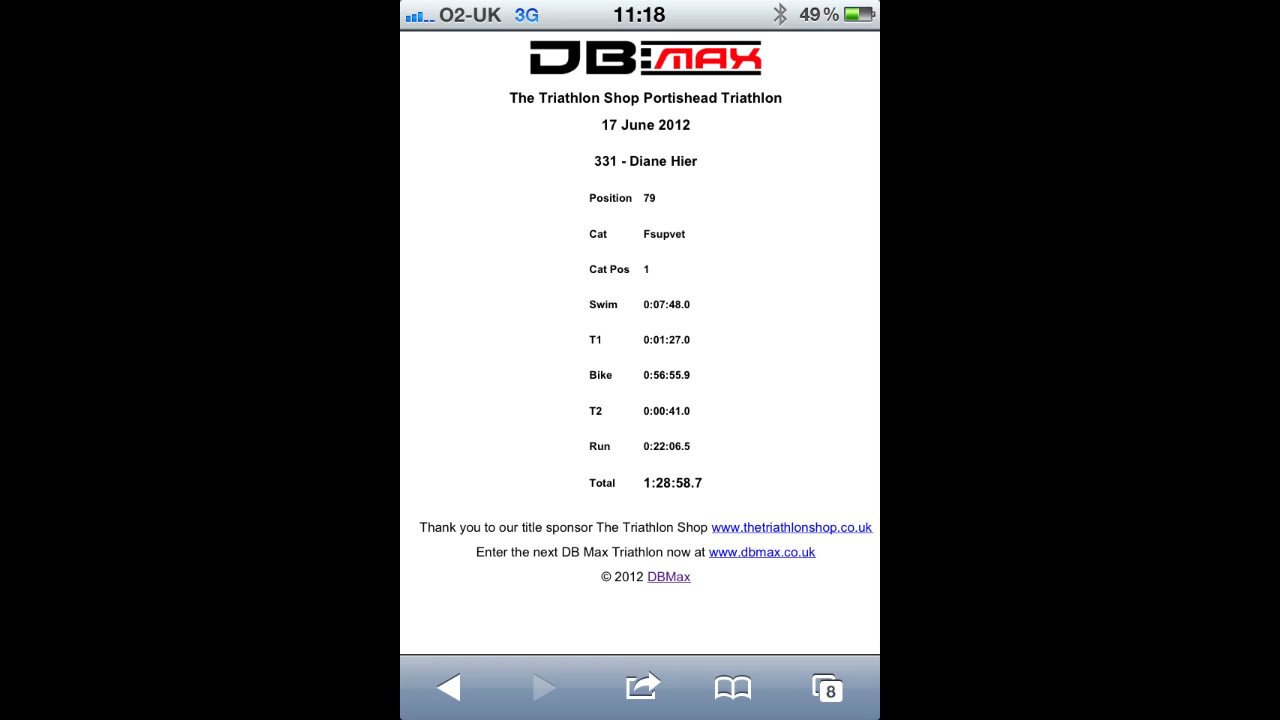 O2-UK 3G 11:18 49%
DB:MAX
The Triathlon Shop Portishead Triathlon
17 June 2012
331 - Diane Hier
Position 79
Cat Fsupvet
Cat Pos 1
Swim 0:07:48.0
T1 0:01:27.0
Bike 0:56:55.9
T2 0:00:41.0
Run 0:22:06.5
Total 1:28:58.7
Thank you to our title sponsor The Triathlon Shop www.thetriathlonshop.co.uk
Enter the next DB Max Triathlon now at www.dbmax.co.uk
© 2012 DBMax
8